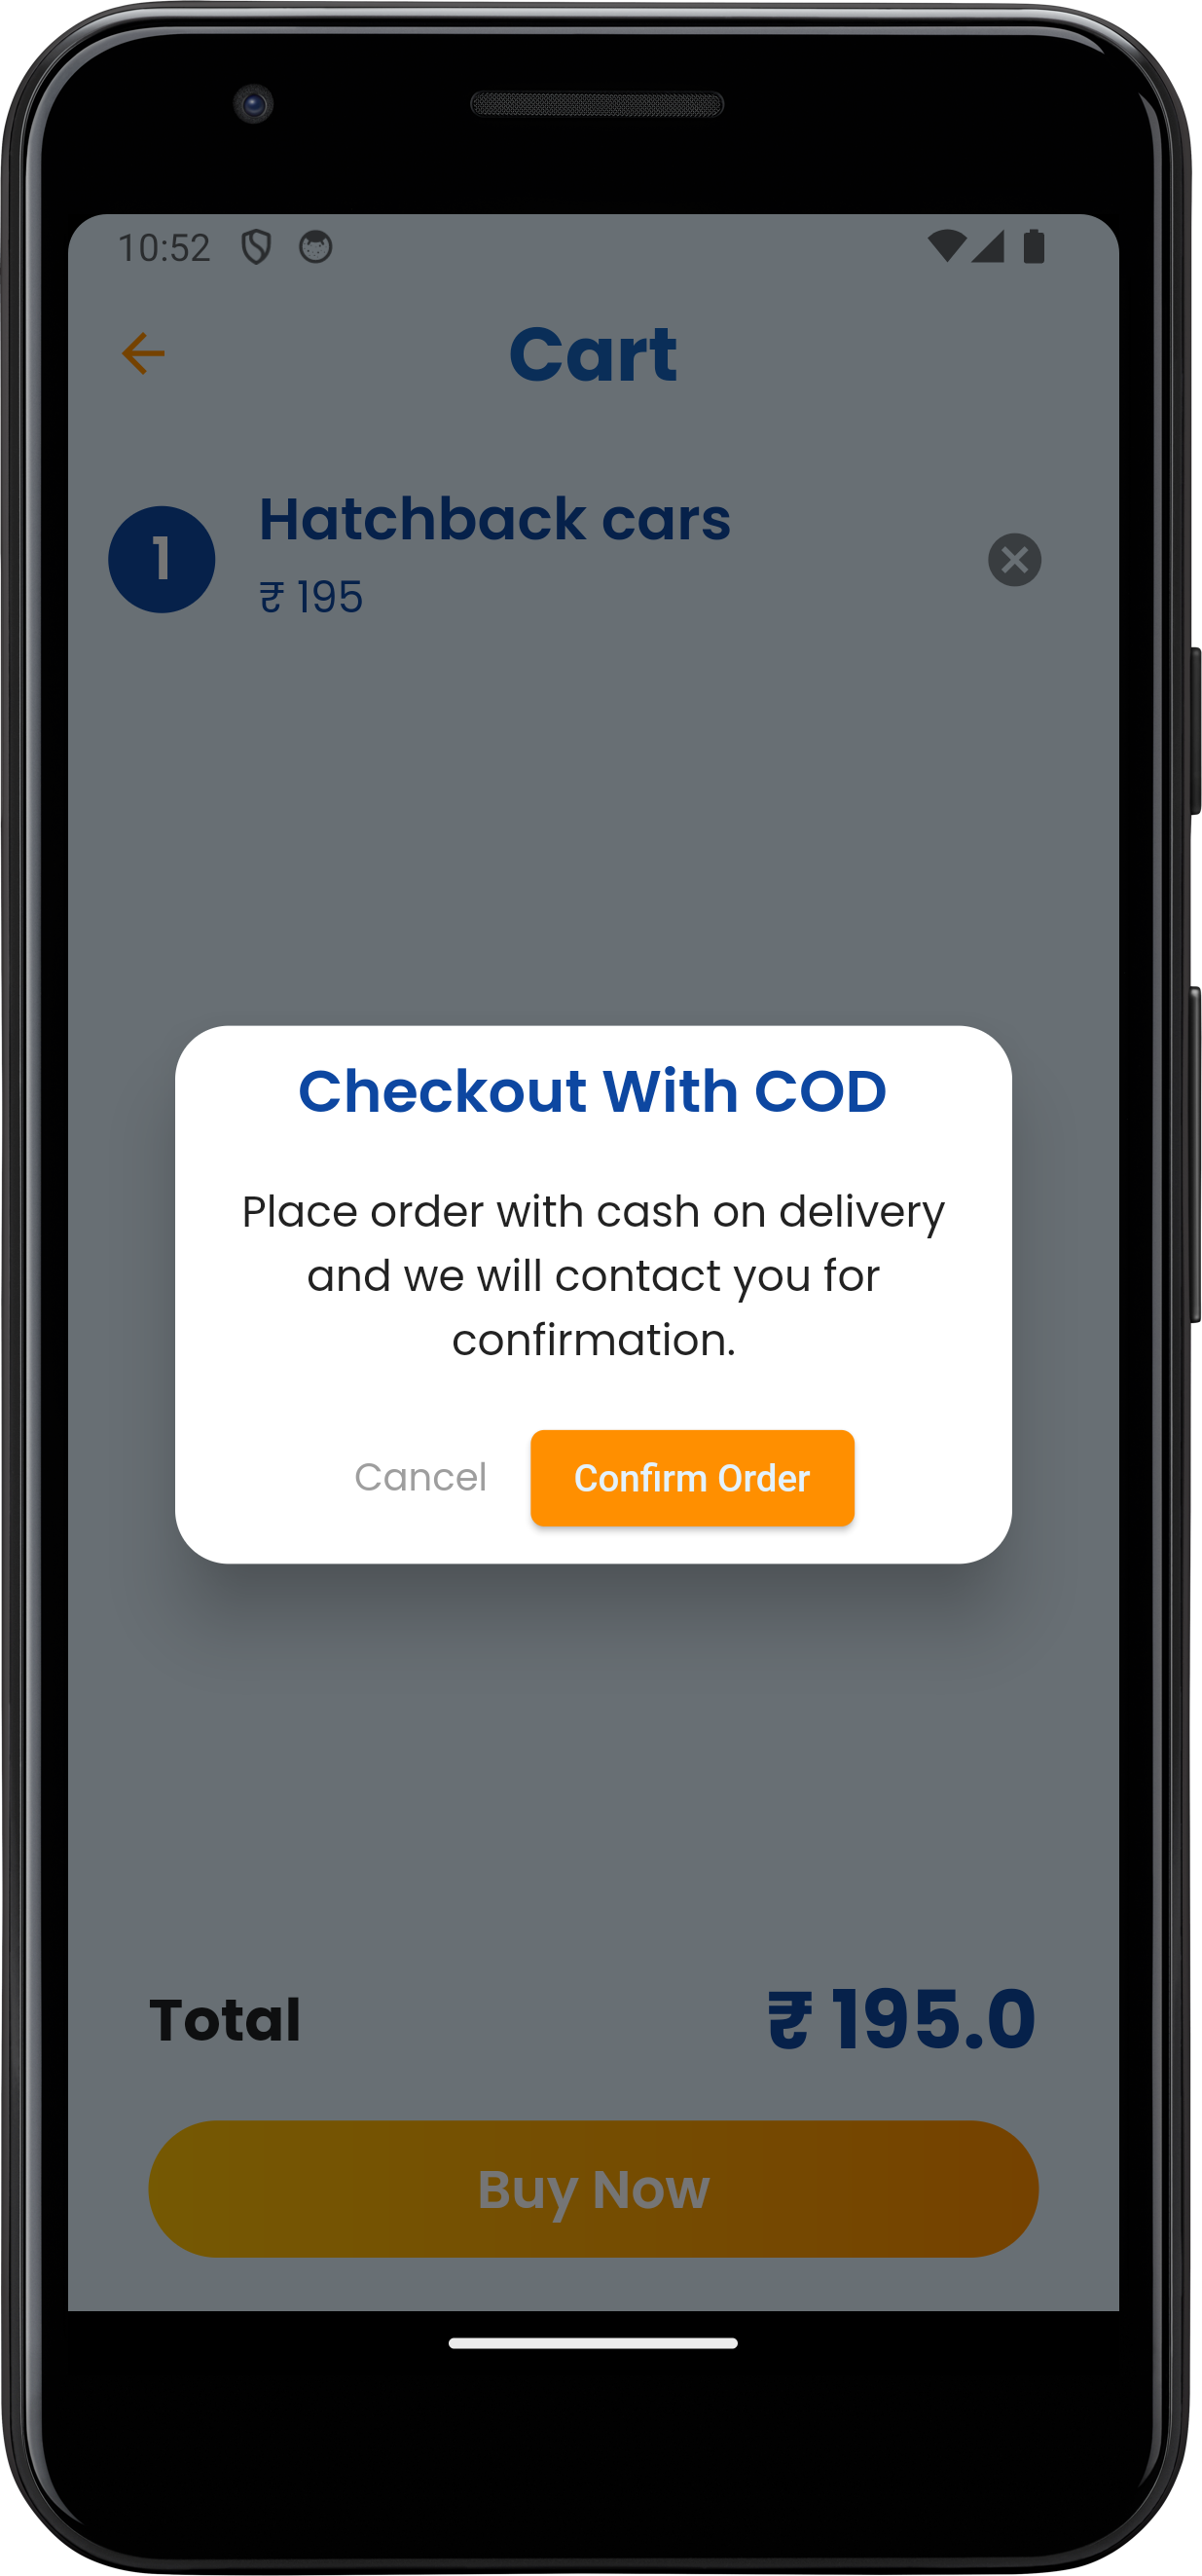 10:52
Cart
1
Hatchback cars
₹ 195
Checkout With COD
Place order with cash on delivery
and we will contact you for
confirmation.
Cancel
Confirm Order
Total
₹ 195.0
Buy Now